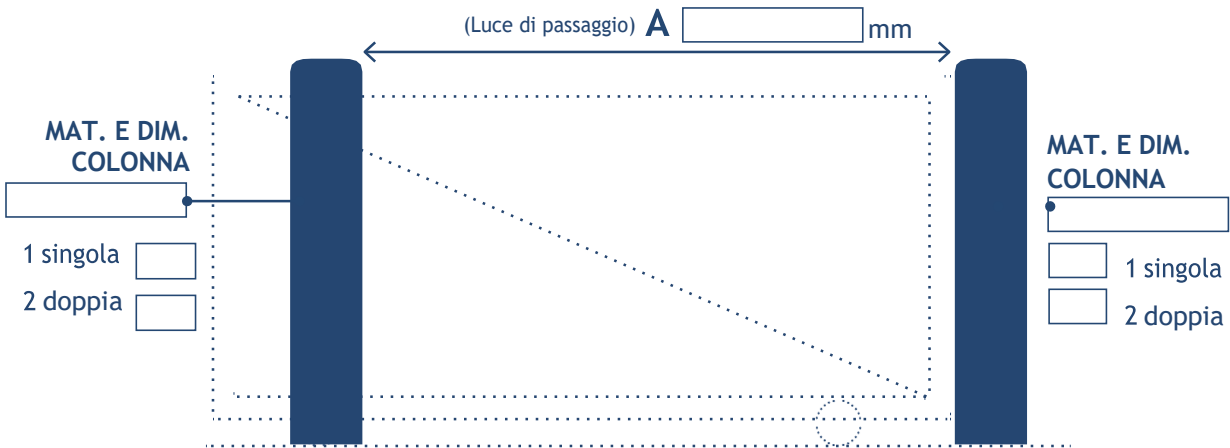 (Luce di passaggio) A mm
MAT. E DIM.
COLONNA
1 singola
2 doppia
MAT. E DIM.
COLONNA
1 singola
2 doppia